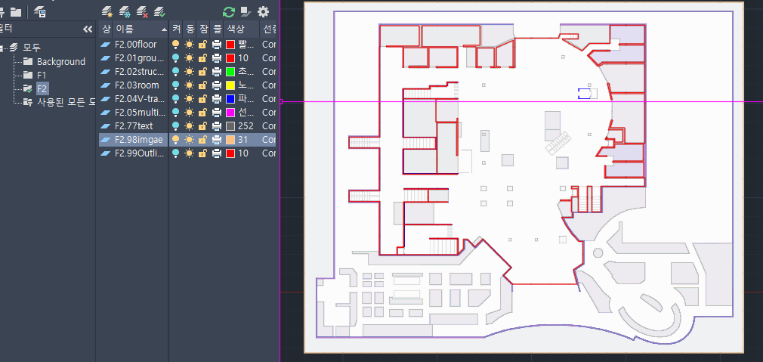 상 이름 켜 동 잠 플 색상 선종
필터
모두
Background
F1
F2
사용된 모든 도
F2.00floor 빨... Cor
F2.01grou... 10 Cor
F2.02struc... 초... Cor
F2.03room 노... Cor
F2.04V-tra... 파... Cor
F2.05multi... 선... Cor
F2.77text 252 Cor
F2.98imgae 31 Cor
F2.99Outli... 10 Cor